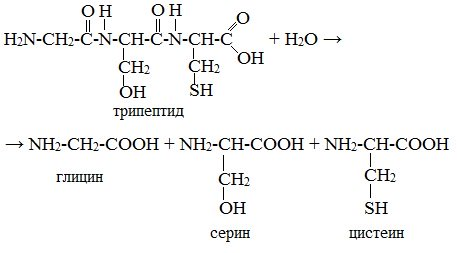 O H O H O
H2N-CH2-C-N-CH-C-N-CH-C + H2O →
OH
CH2 CH2
OH SH
трипептид
→ NH2-CH2-COOH + NH2-CH-COOH + NH2-CH-COOH
глицин CH2 CH2
OH SH
серин цистеин